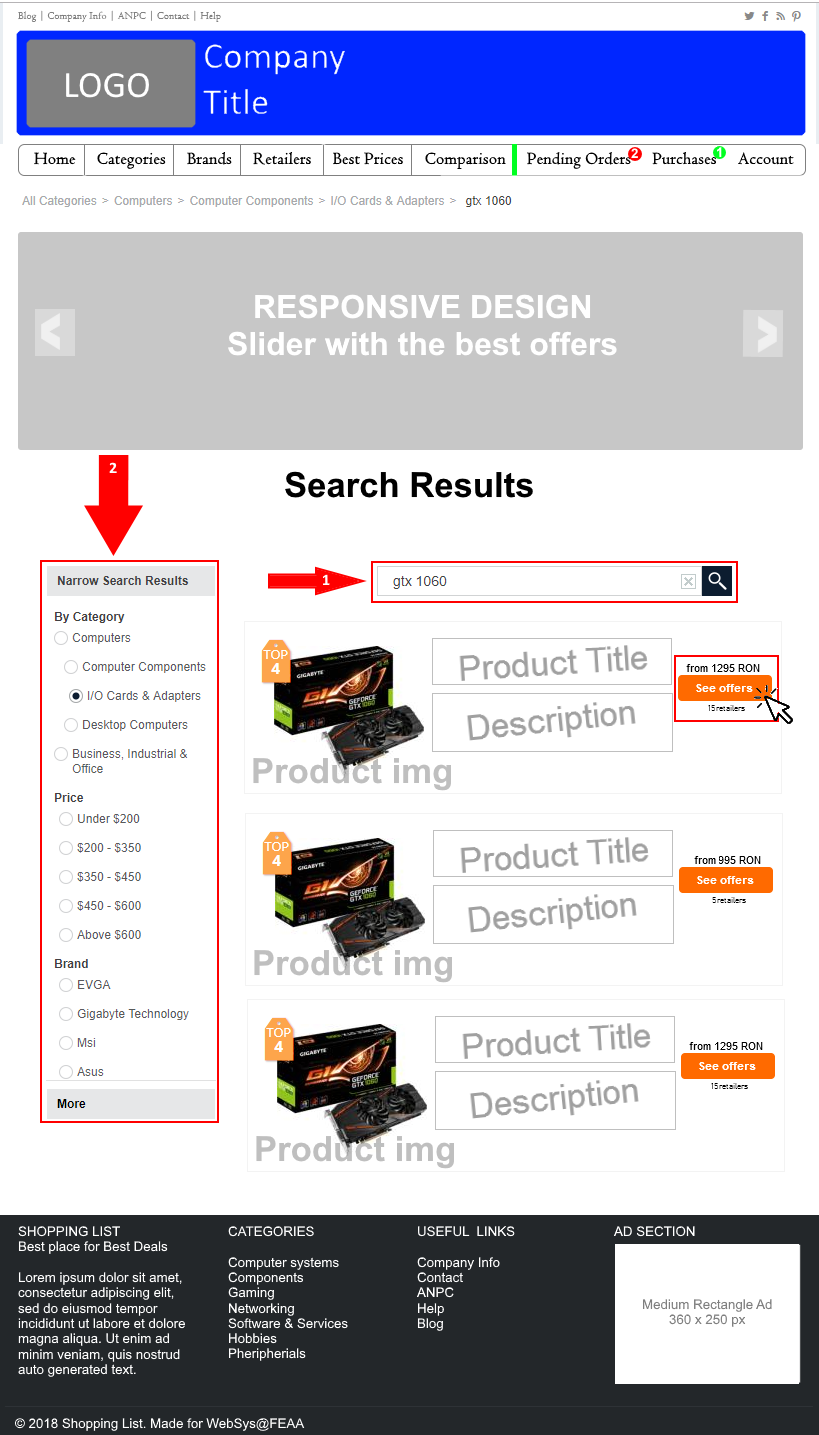 Blog | Company Info | ANPC | Contact | Help
LOGO
Company
Title
Home
Categories
Brands
Retailers
Best Prices
Comparison
Pending Orders 2
Purchases 1
Account
All Categories > Computers > Computer Components > I/O Cards & Adapters > gtx 1060
RESPONSIVE DESIGN
Slider with the best offers
<
>
2
Search Results
1
gtx 1060
Narrow Search Results
By Category
Computers
Computer Components
I/O Cards & Adapters
Desktop Computers
Business, Industrial &
Office
Price
Under $200
$200 - $350
$350 - $450
$450 - $600
Above $600
Brand
EVGA
Gigabyte Technology
Msi
Asus
More
TOP
4
GIGABYTE
GEFORCE
GTX 1060
Product img
Product Title
Description
from 1295 RON
See offers
15 retailers
TOP
4
GIGABYTE
GEFORCE
GTX 1060
Product img
Product Title
Description
from 995 RON
See offers
5 retailers
TOP
4
GIGABYTE
GEFORCE
GTX 1060
Product img
Product Title
Description
from 1295 RON
See offers
15 retailers
SHOPPING LIST
Best place for Best Deals
Lorem ipsum dolor sit amet,
consectetur adipiscing elit,
sed do eiusmod tempor
incididunt ut labore et dolore
magna aliqua. Ut enim ad
minim veniam, quis nostrud
auto generated text.
CATEGORIES
Computer systems
Components
Gaming
Networking
Software & Services
Hobbies
Pheripherials
USEFUL LINKS
Company Info
Contact
ANPC
Help
Blog
AD SECTION
Medium Rectangle Ad
360 x 250 px
© 2018 Shopping List. Made for WebSys@FEAA